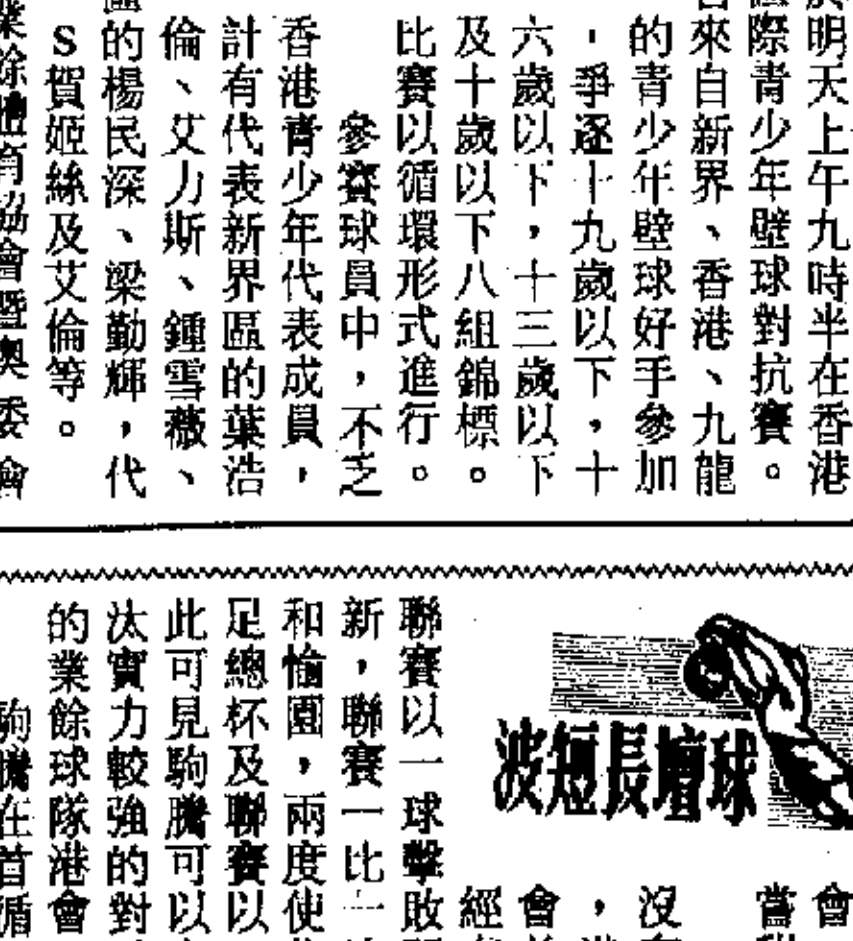 明天上午九時半在香港
際青少年壁球對抗賽。
來自新界、香港、九龍
的青少年壁球好手參加
，爭逐十九歲以下，十
六歲以下，十三歲以下
及十歲以下八組錦標。
比賽以循環形式進行。
參賽球員中，不乏
香港青少年代表成員，
計有代表新界區的葉浩
倫、艾力斯、鍾雪薇、
的楊民深、梁勤輝，代
S賀姬絲及艾倫等。
業餘體育協會暨奧委會
球壇長短波
會
嘗
沒
，
會
經
聯賽以一球擊敗
新，聯賽一比一
和愉園，兩度使
足總杯及聯賽以
此可見駒騰可以
汰實力較強的對
的業餘球隊港會
駒騰在首循